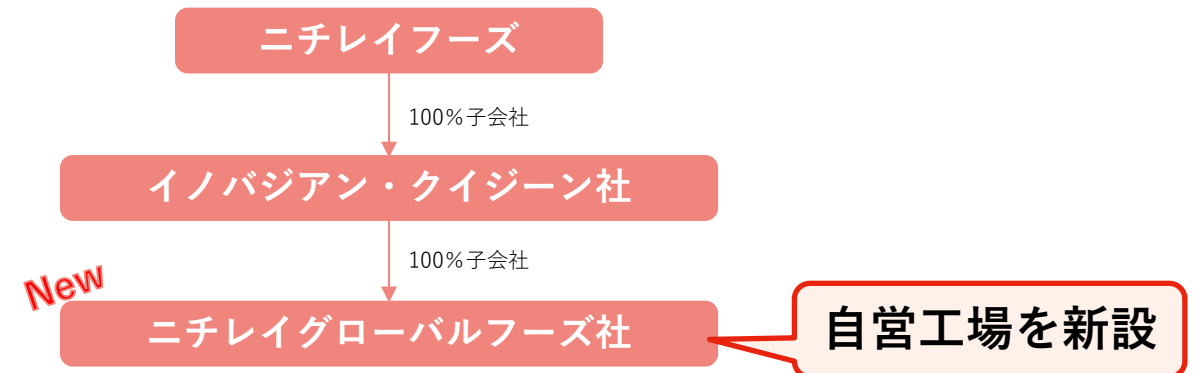 ニチレイフーズ
100%子会社
イノバジアン・クイジーン社
100%子会社
New
ニチレイグローバルフーズ社
自営工場を新設